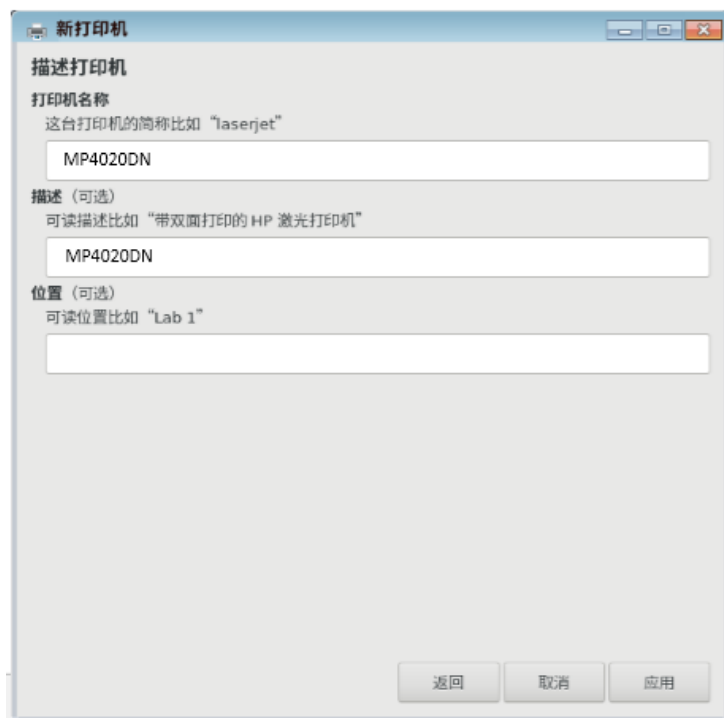 新打印机
描述打印机
打印机名称
这台打印机的简称比如“laserjet”
MP4020DN
描述（可选）
可读描述比如“带双面打印的 HP 激光打印机”
MP4020DN
位置（可选）
可读位置比如“Lab 1”
返回 取消 应用